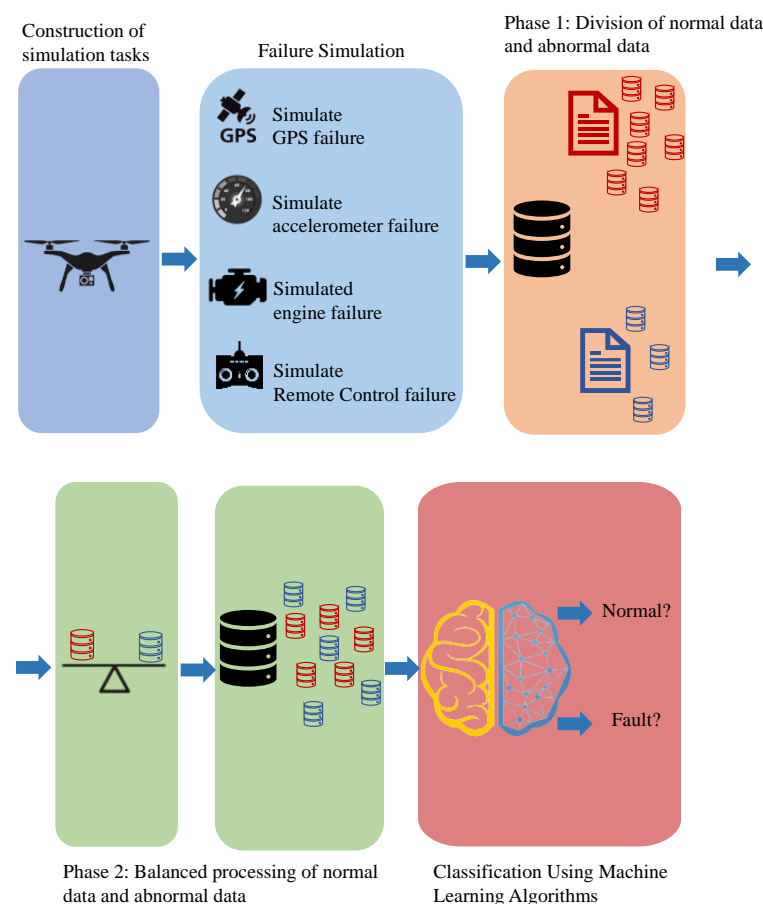 Construction of
simulation tasks
Failure Simulation
Phase 1: Division of normal data
and abnormal data
GPS
Simulate
GPS failure
Simulate
accelerometer failure
Simulated
engine failure
Simulate
Remote Control failure
Normal?
Fault?
Phase 2: Balanced processing of normal
data and abnormal data
Classification Using Machine
Learning Algorithms